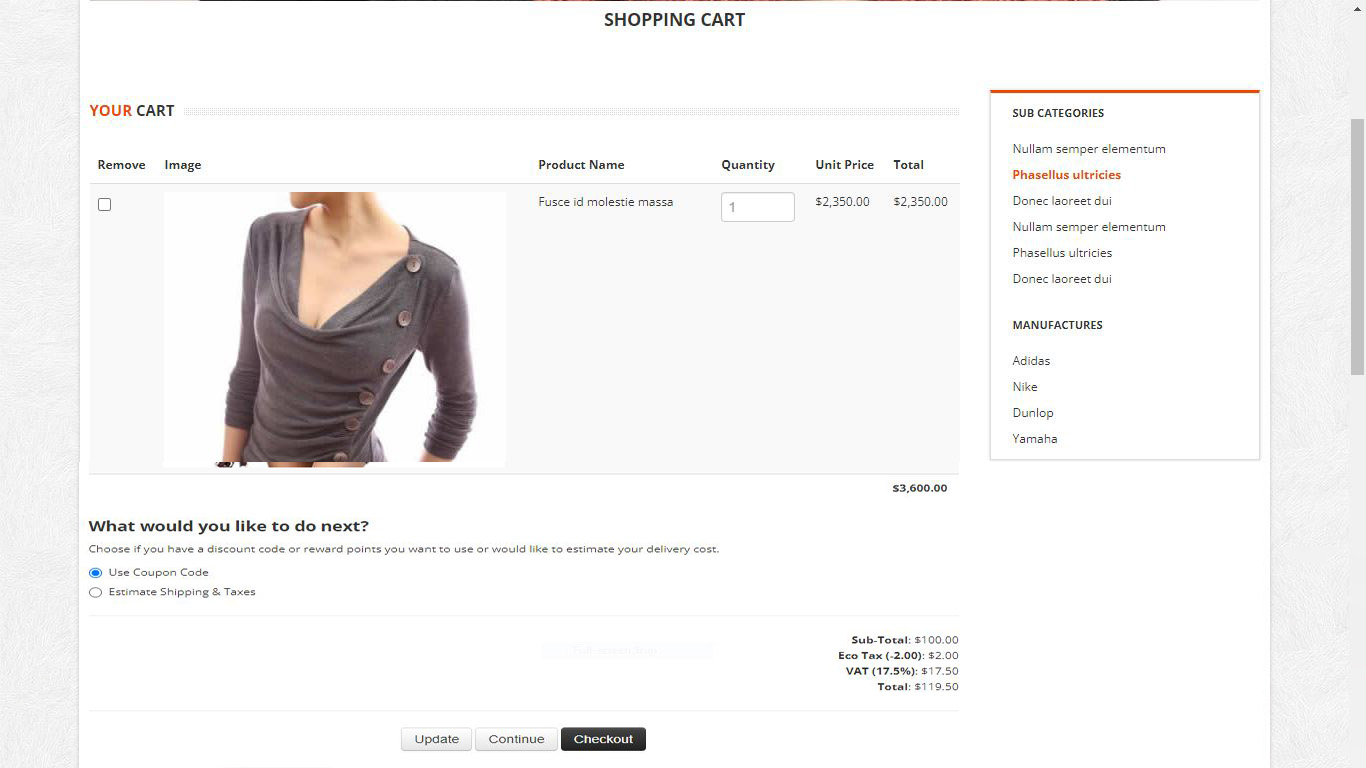 SHOPPING CART
YOUR CART
Remove Image Product Name Quantity Unit Price Total
Fusce id molestie massa 1 $2,350.00 $2,350.00
$3,600.00
What would you like to do next?
Choose if you have a discount code or reward points you want to use or would like to estimate your delivery cost.
Use Coupon Code
Estimate Shipping & Taxes
Sub-Total: $100.00
Eco Tax (-2.00): $2.00
VAT (17.5%): $17.50
Total: $119.50
Update Continue Checkout
SUB CATEGORIES
Nullam semper elementum
Phasellus ultricies
Donec laoreet dui
Nullam semper elementum
Phasellus ultricies
Donec laoreet dui
MANUFACTURES
Adidas
Nike
Dunlop
Yamaha